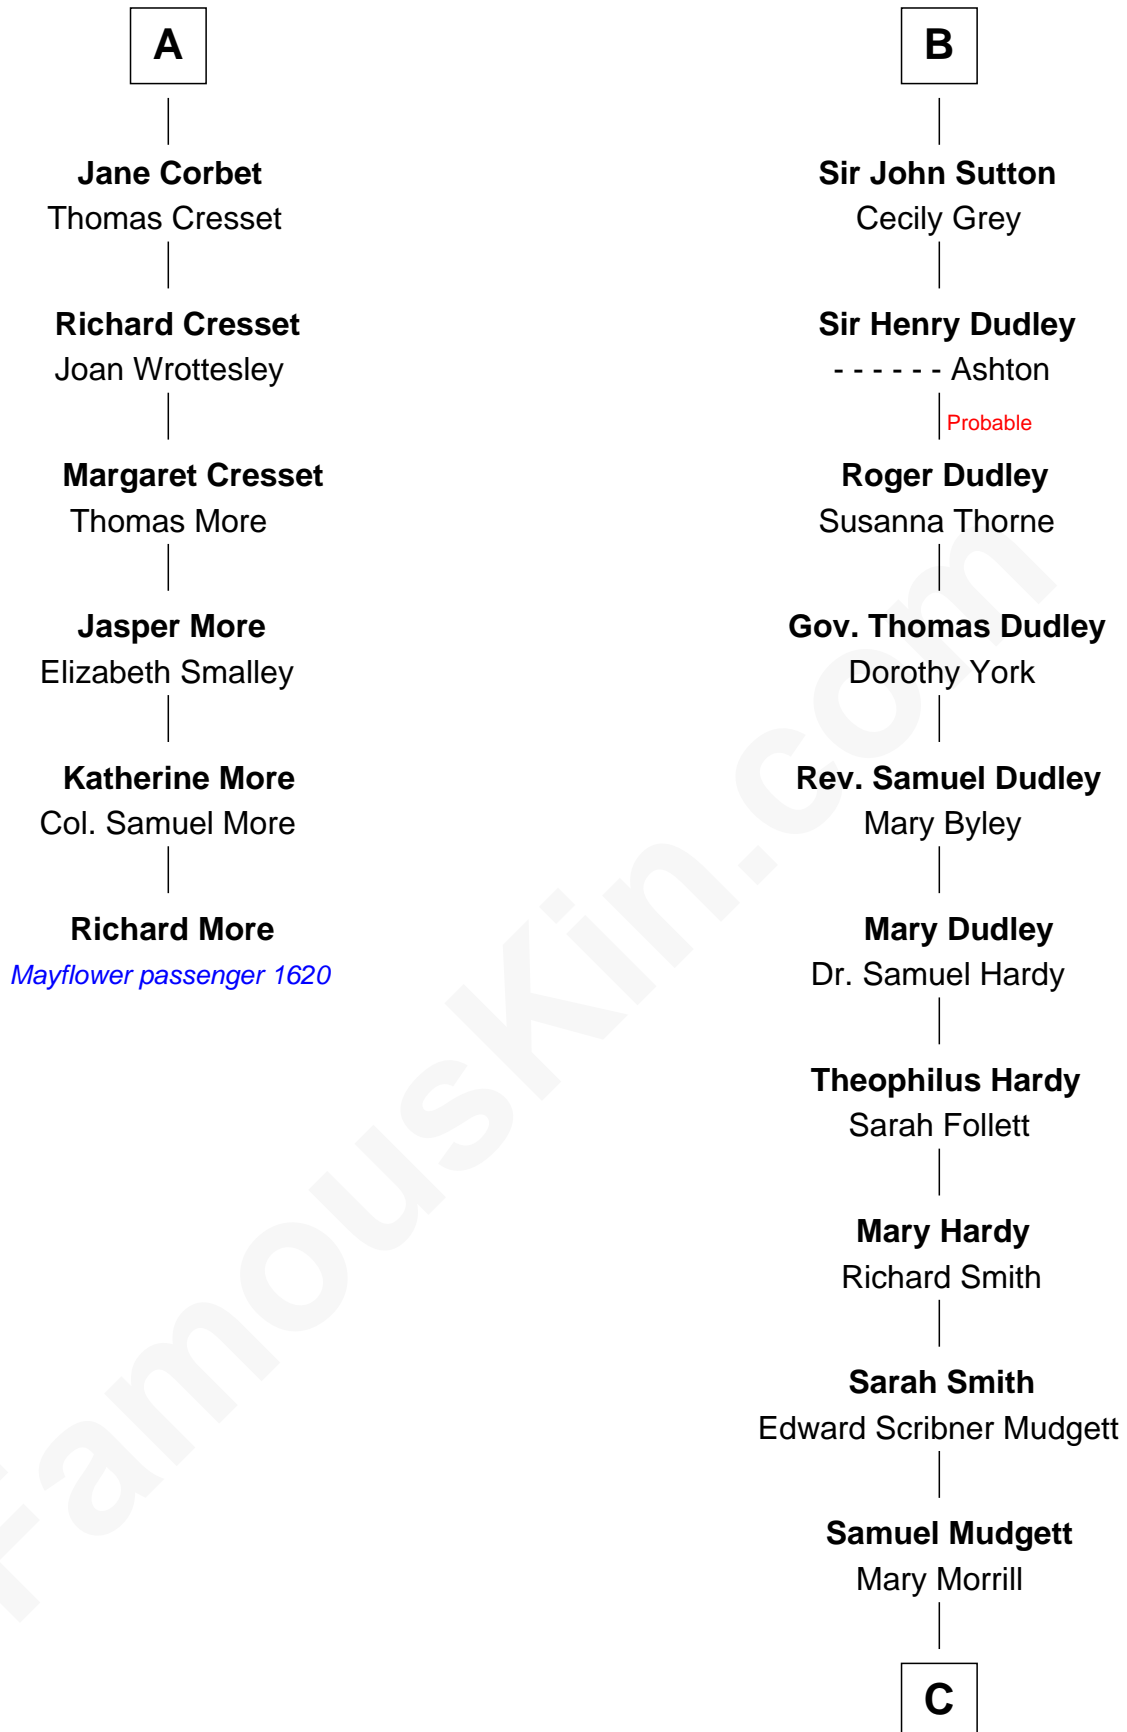 A
Jane Corbet
Thomas Cresset
Richard Cresset
Joan Wrottesley
Margaret Cresset
Thomas More
Jasper More
Elizabeth Smalley
Katherine More
Col. Samuel More
Richard More
Mayflower passenger 1620
B
Sir John Sutton
Cecily Grey
Sir Henry Dudley
- - - - - - Ashton
Probable
Roger Dudley
Susanna Thorne
Gov. Thomas Dudley
Dorothy York
Rev. Samuel Dudley
Mary Byley
Mary Dudley
Dr. Samuel Hardy
Theophilus Hardy
Sarah Follett
Mary Hardy
Richard Smith
Sarah Smith
Edward Scribner Mudgett
Samuel Mudgett
Mary Morrill
C
FamousKin.com